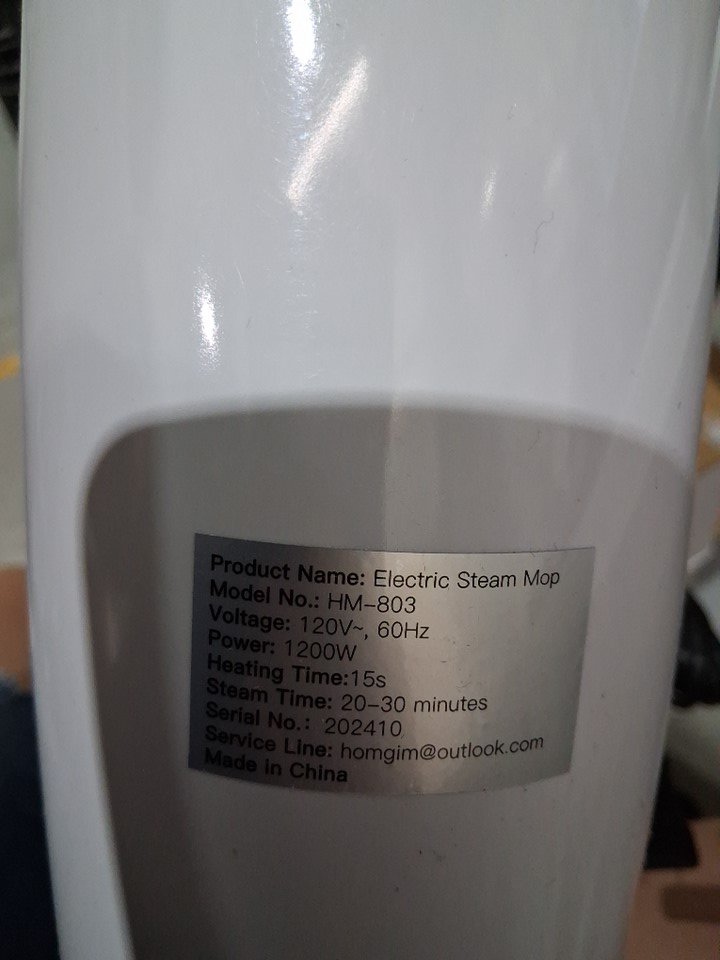 Product Name: Electric Steam Mop
Model No.: HM-803
Voltage: 120V~, 60Hz
Power: 1200W
Heating Time:15s
Steam Time: 20-30 minutes
Serial No.: 202410
Service Line: homgim@outlook.com
Made in China